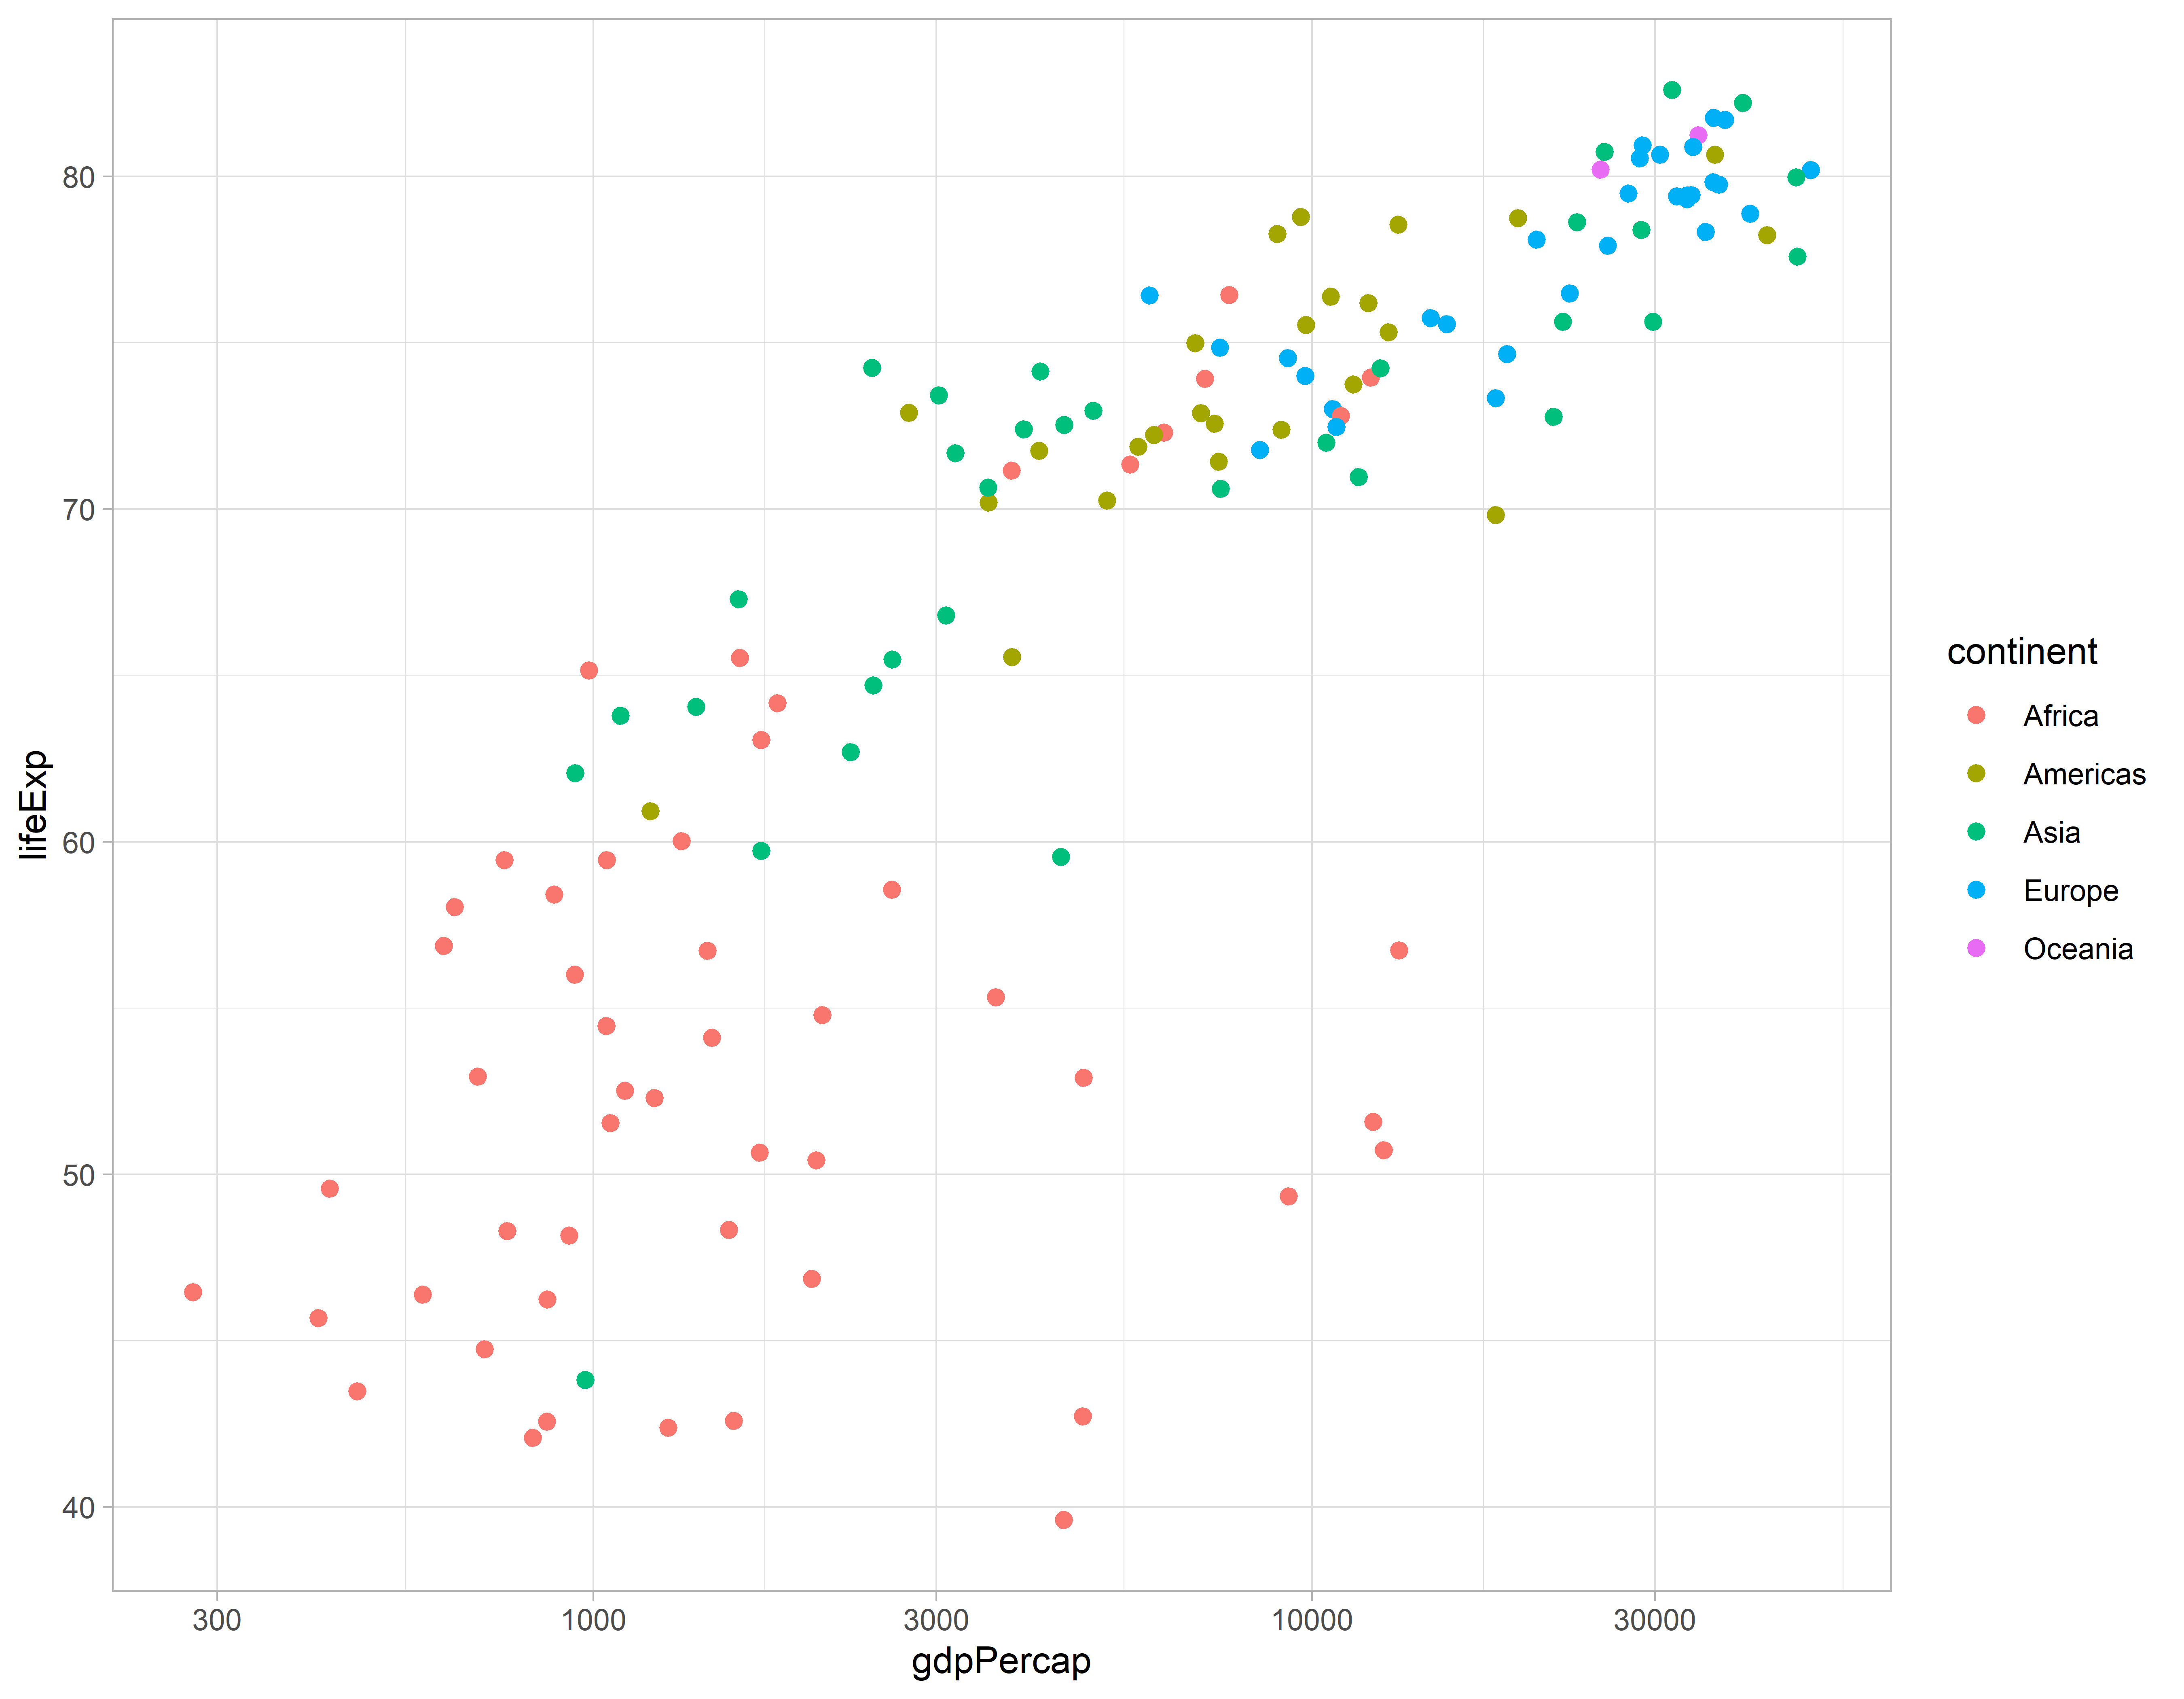 80
70
60
50
40
lifeExp
300 1000 3000 10000 30000
gdpPercap
continent
Africa
Americas
Asia
Europe
Oceania